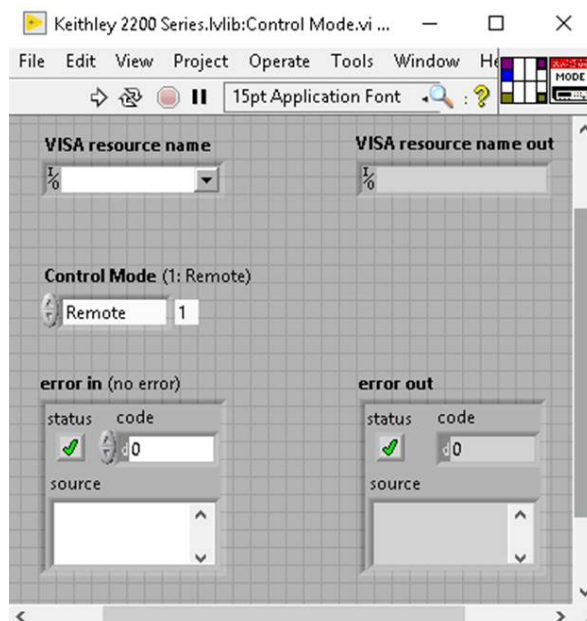 Keithley 2200 Series.lvlib:Control Mode.vi ...
File Edit View Project Operate Tools Window He
15pt Application Font
MODE
VISA resource name
VISA resource name out
I/O
I/O
Control Mode (1: Remote)
Remote 1
error in (no error)
error out
status code
status code
d 0
d 0
source
source